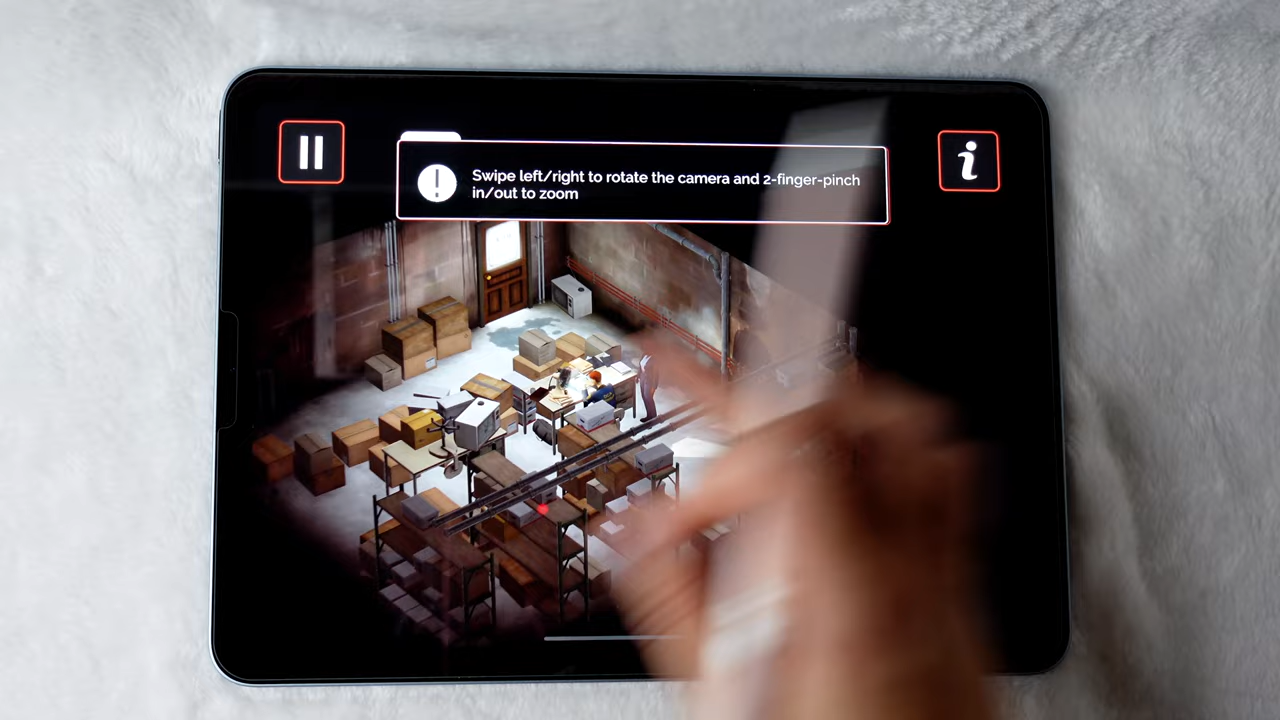 Swipe left/right to rotate the camera and 2-finger-pinch
in/out to zoom